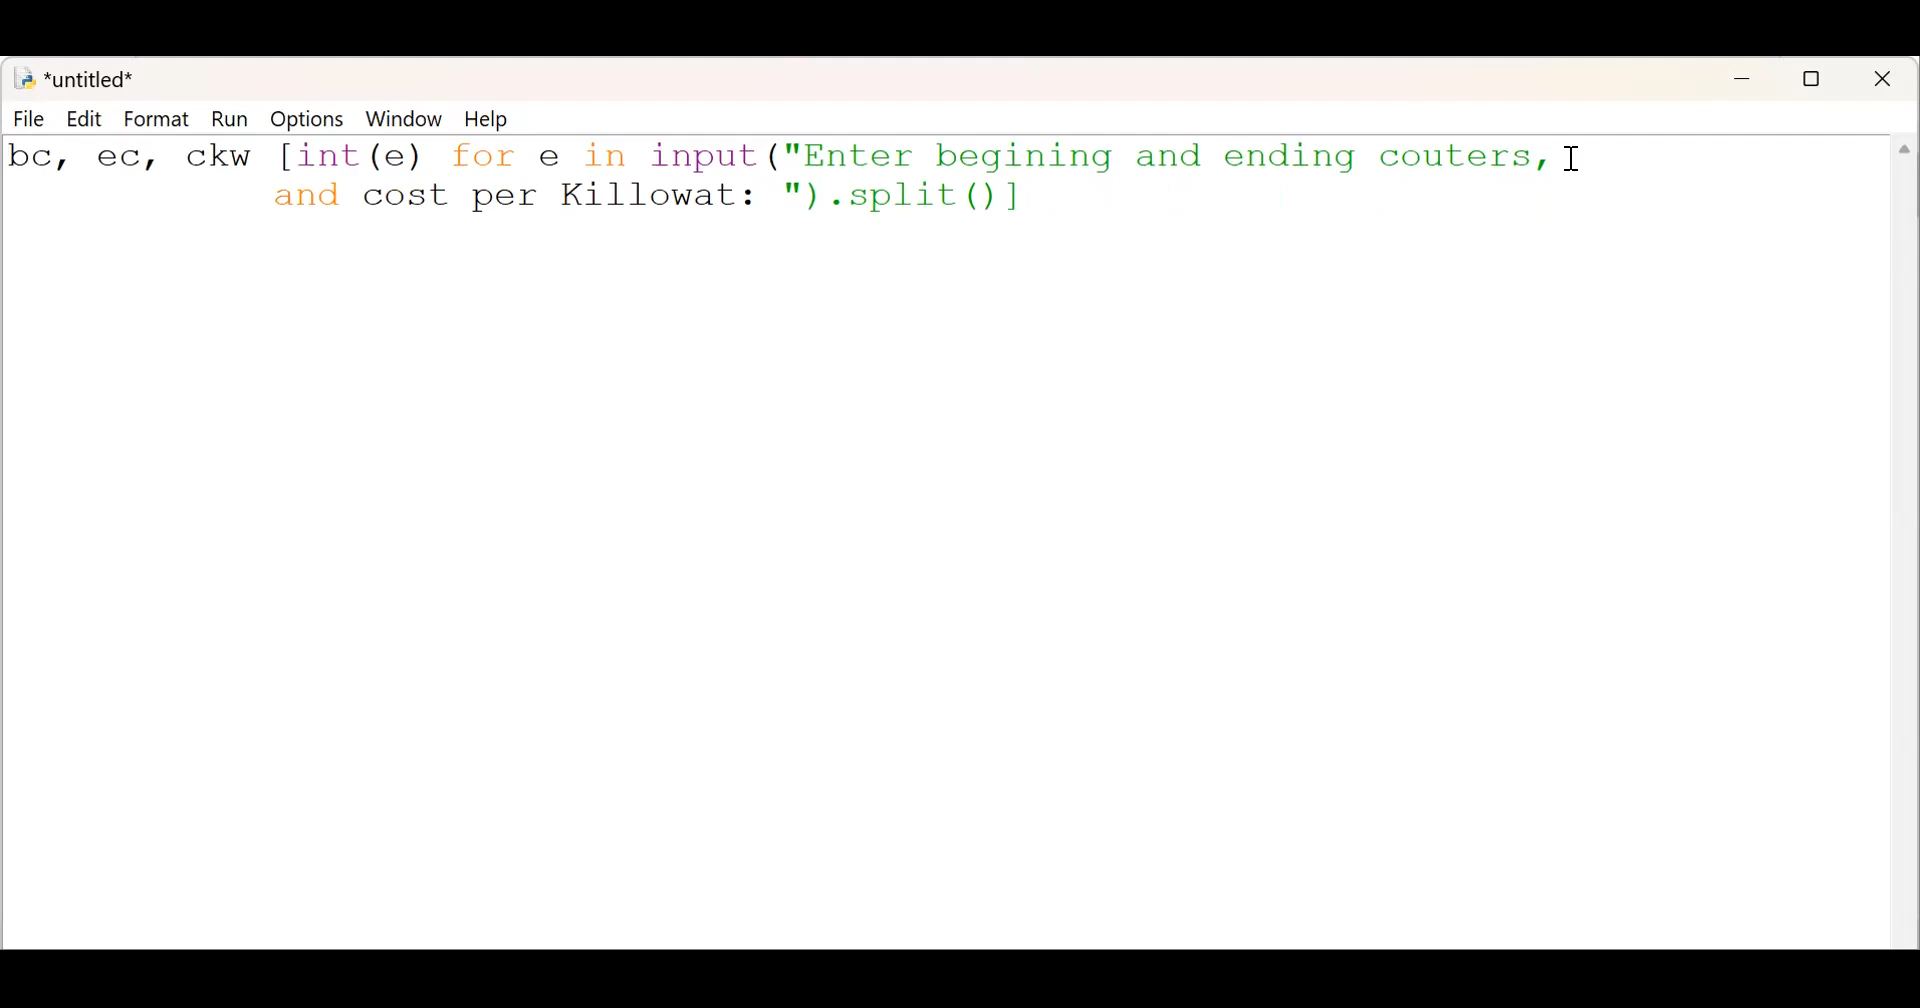 *untitled*
File Edit Format Run Options Window Help
bc, ec, ckw [int(e) for e in input("Enter begining and ending couters,
and cost per Killowat: ").split()]